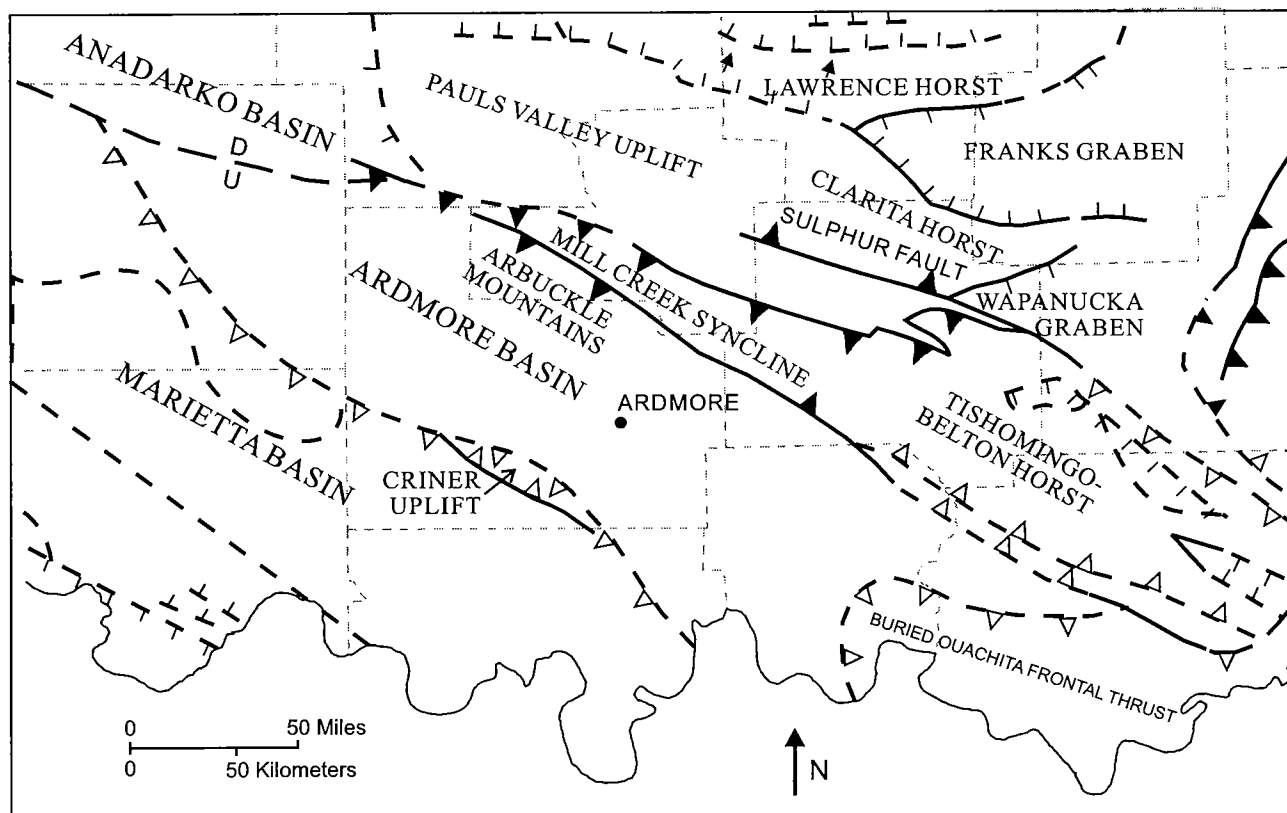 ANADARKO BASIN
D
U
PAULS VALLEY UPLIFT
LAWRENCE HORST
FRANKS GRABEN
CLARITA HORST
SULPHUR FAULT
WAPANUCKA
GRABEN
MILL CREEK SYNCLINE
ARBUCKLE
MOUNTAINS
ARDMORE BASIN
MARIETTA BASIN
ARDMORE
TISHOMINGO-
BELTON HORST
CRINER
UPLIFT
BURIED OUACHITA FRONTAL THRUST
0 50 Miles
0 50 Kilometers
N